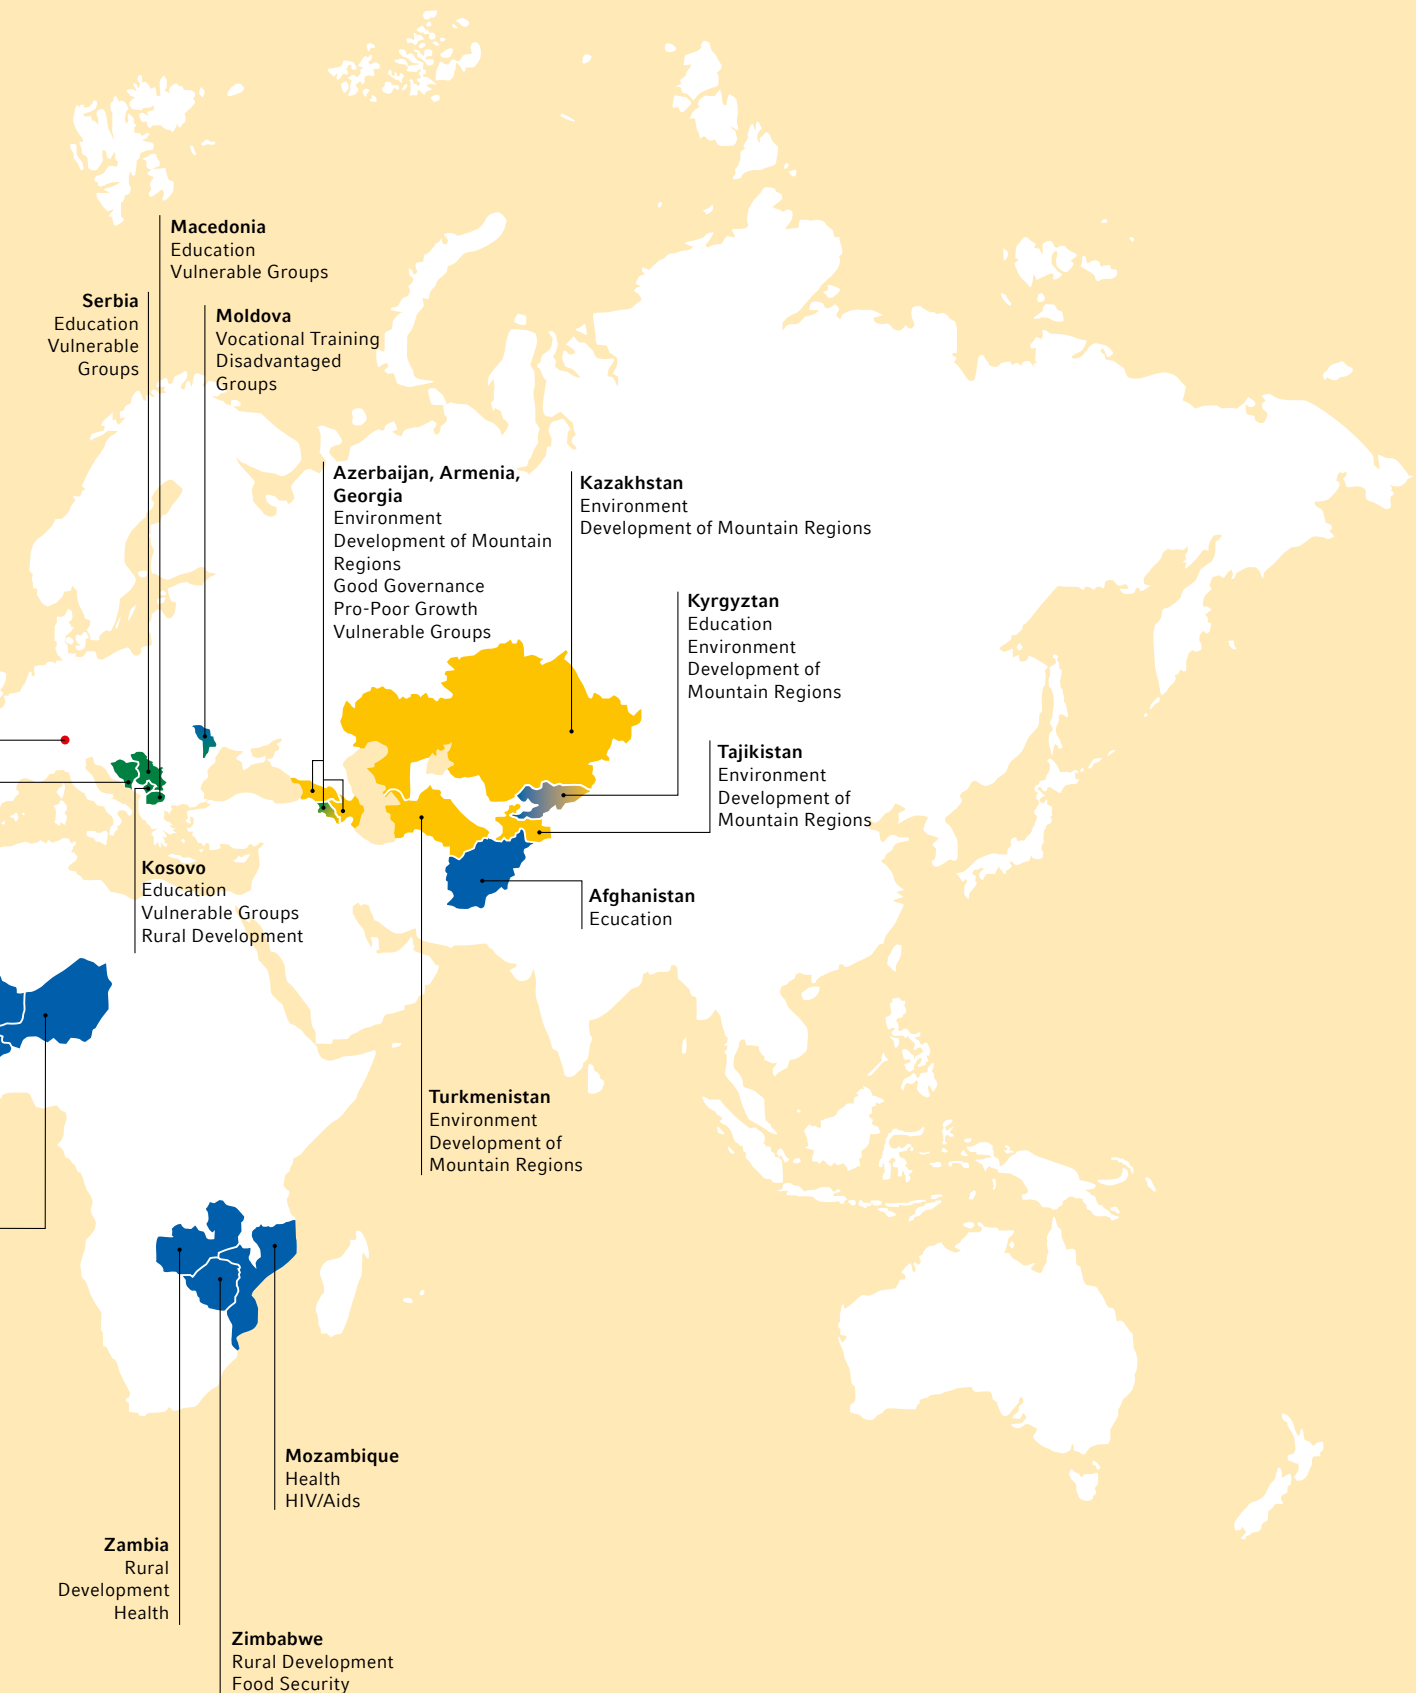 Macedonia
Education
Vulnerable Groups
Serbia
Education
Vulnerable
Groups
Moldova
Vocational Training
Disadvantaged
Groups
Azerbaijan, Armenia,
Georgia
Environment
Development of Mountain
Regions
Good Governance
Pro-Poor Growth
Vulnerable Groups
Kazakhstan
Environment
Development of Mountain Regions
Kyrgyztan
Education
Environment
Development of
Mountain Regions
Tajikistan
Environment
Development of
Mountain Regions
Kosovo
Education
Vulnerable Groups
Rural Development
Afghanistan
Ecucation
Turkmenistan
Environment
Development of
Mountain Regions
Mozambique
Health
HIV/Aids
Zambia
Rural
Development
Health
Zimbabwe
Rural Development
Food Security